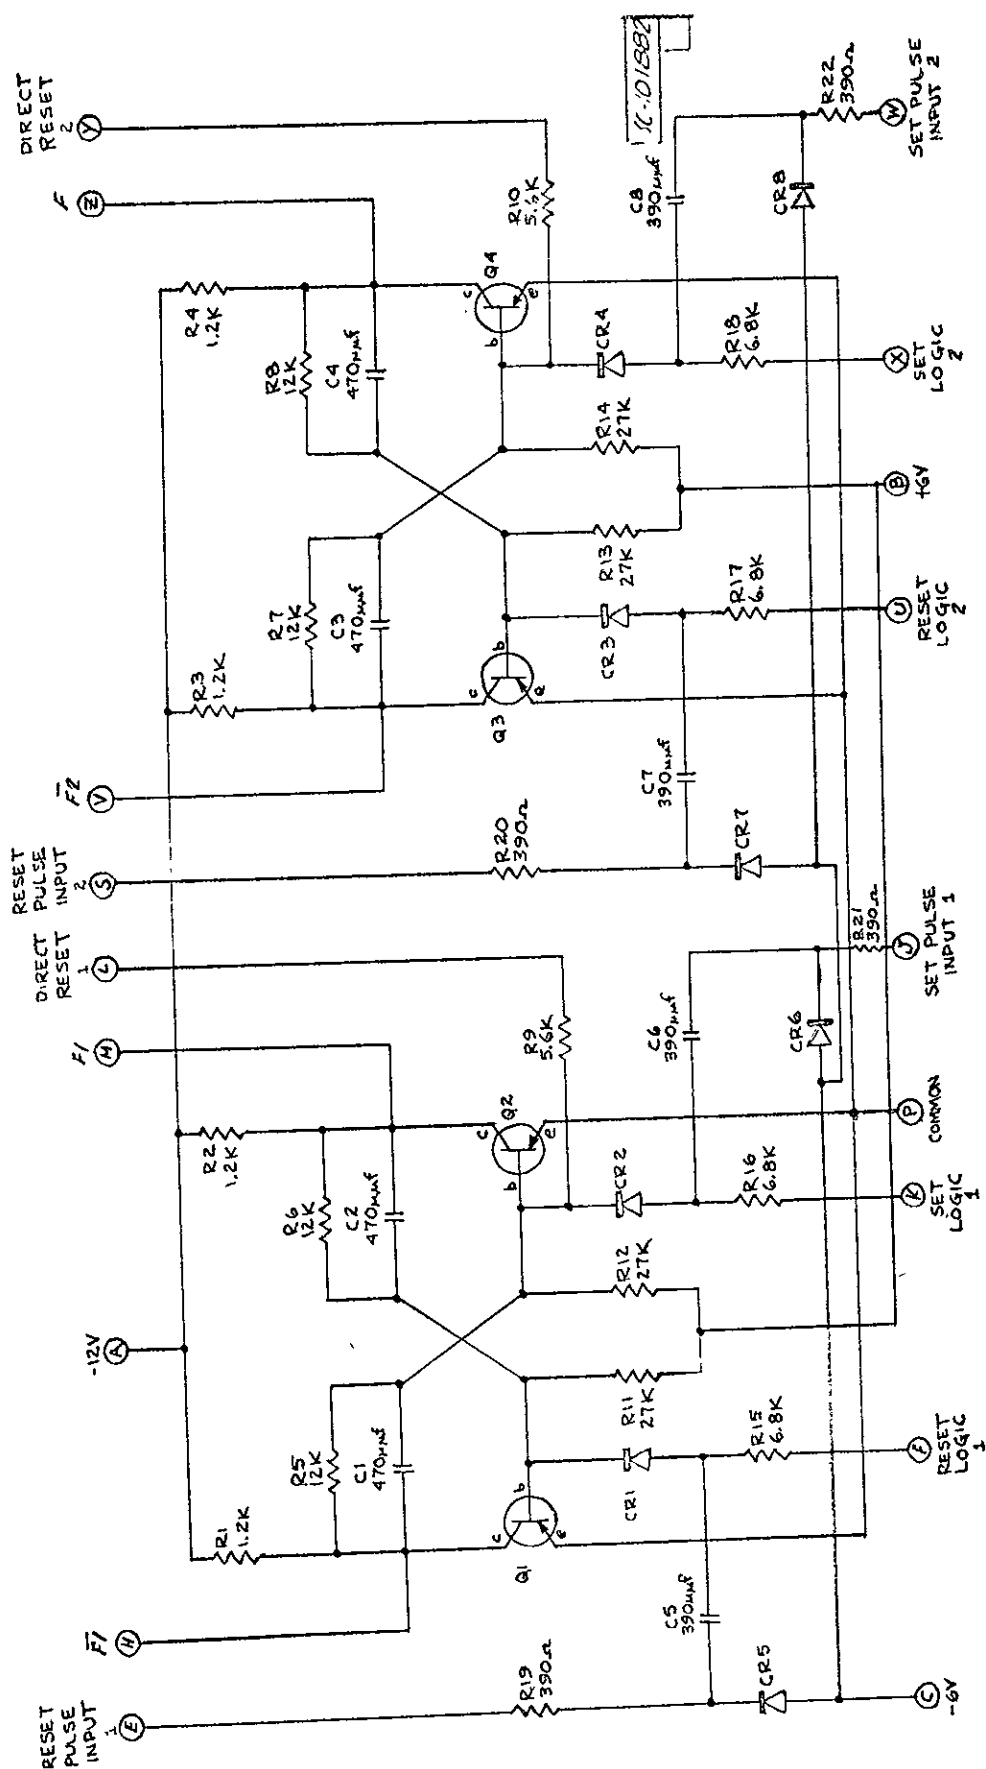 RESET
PULSE
INPUT
1
E
F̅1̅
H
-12V
A
F1
M
DIRECT
RESET
1
L
RESET
PULSE
INPUT
2
S
F̅2̅
V
F
Z
DIRECT
RESET
2
Y
R1
1.2K
R2
1.2K
R3
1.2K
R4
1.2K
R5
12K
C1
470µµf
R6
12K
C2
470µµf
R7
12K
C3
470µµf
R8
12K
C4
470µµf
Q1
c
b
e
Q2
c
b
e
Q3
c
b
e
Q4
c
b
e
R19
390Ω
R9
5.6K
R20
390Ω
R10
5.6K
CR1
R11
27K
R12
27K
CR2
CR3
R13
27K
R14
27K
CR4
C5
390µµf
C6
390µµf
C7
390µµf
C8
390µµf
CR5
R15
6.8K
R16
6.8K
CR6
CR7
R17
6.8K
R18
6.8K
CR8
R21
390Ω
R22
390Ω
C
-6V
F
RESET
LOGIC
1
K
SET
LOGIC
1
P
COMMON
J
SET PULSE
INPUT 1
U
RESET
LOGIC
2
B
+6V
X
SET
LOGIC
2
W
SET PULSE
INPUT 2